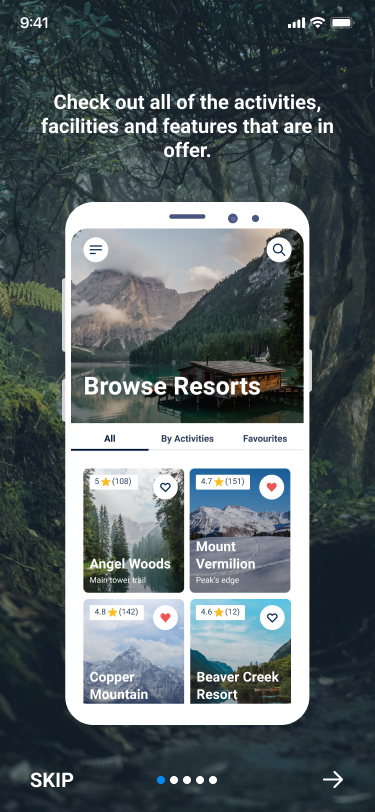 9:41
Check out all of the activities,
facilities and features that are in
offer.
Browse Resorts
All By Activities Favourites
5 (108)
4.7 (151)
Angel Woods
Main tower trail
Mount
Vermilion
Peak's edge
4.8 (142)
4.6 (12)
Copper
Mountain
Beaver Creek
Resort
SKIP